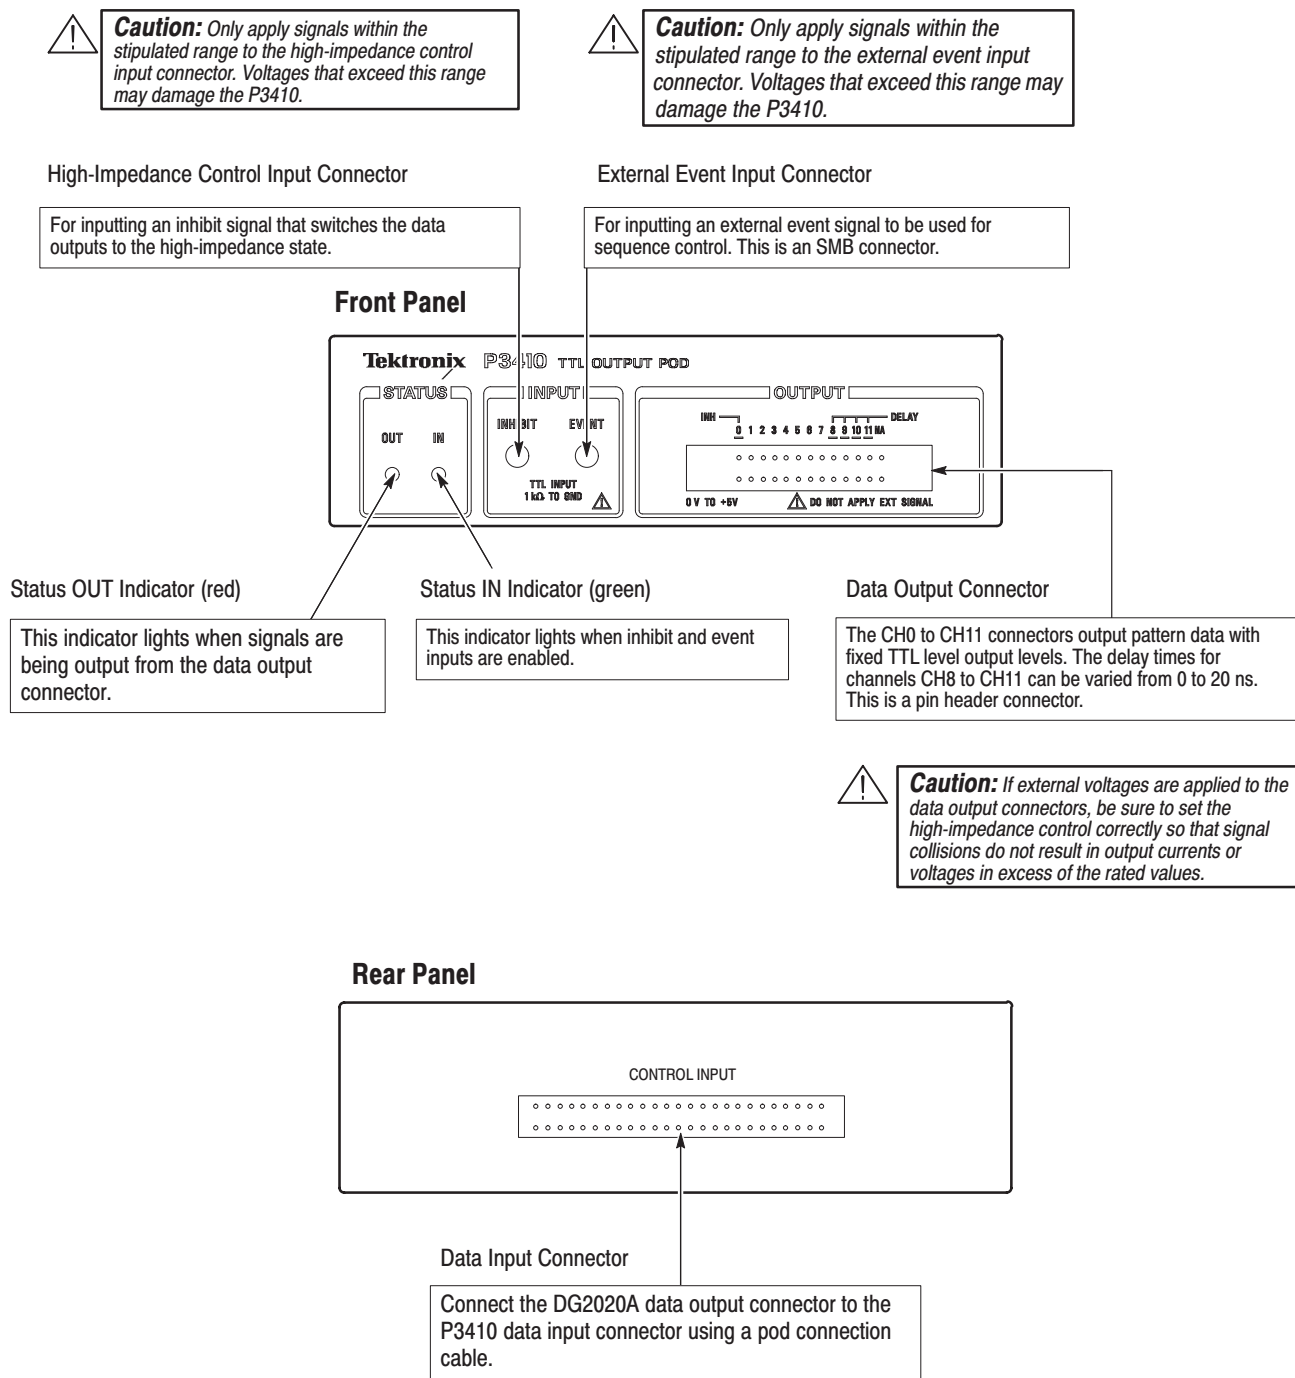 Caution: Only apply signals within the
stipulated range to the high-impedance control
input connector. Voltages that exceed this range
may damage the P3410.
Caution: Only apply signals within the
stipulated range to the external event input
connector. Voltages that exceed this range may
damage the P3410.
High-Impedance Control Input Connector
For inputting an inhibit signal that switches the data
outputs to the high-impedance state.
External Event Input Connector
For inputting an external event signal to be used for
sequence control. This is an SMB connector.
Front Panel
Tektronix P3410 TTL OUTPUT POD
STATUS
OUT IN
INPUT
INHIBIT EVENT
TTL INPUT
1 kΩ TO GND
OUTPUT
INH DELAY
0 1 2 3 4 5 6 7 8 9 10 11 NA
0 V TO +5V DO NOT APPLY EXT SIGNAL
Status OUT Indicator (red)
This indicator lights when signals are
being output from the data output
connector.
Status IN Indicator (green)
This indicator lights when inhibit and event
inputs are enabled.
Data Output Connector
The CH0 to CH11 connectors output pattern data with
fixed TTL level output levels. The delay times for
channels CH8 to CH11 can be varied from 0 to 20 ns.
This is a pin header connector.
Caution: If external voltages are applied to the
data output connectors, be sure to set the
high-impedance control correctly so that signal
collisions do not result in output currents or
voltages in excess of the rated values.
Rear Panel
CONTROL INPUT
Data Input Connector
Connect the DG2020A data output connector to the
P3410 data input connector using a pod connection
cable.